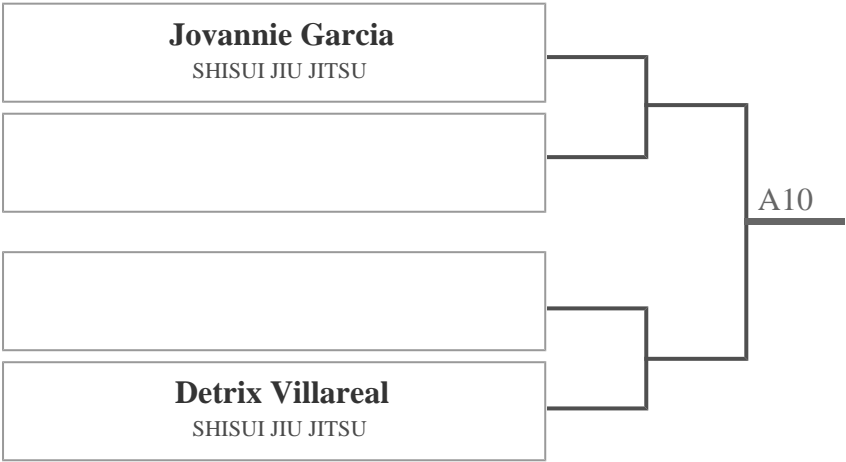 Jovannie Garcia
SHISUI JIU JITSU
A10
Detrix Villareal
SHISUI JIU JITSU